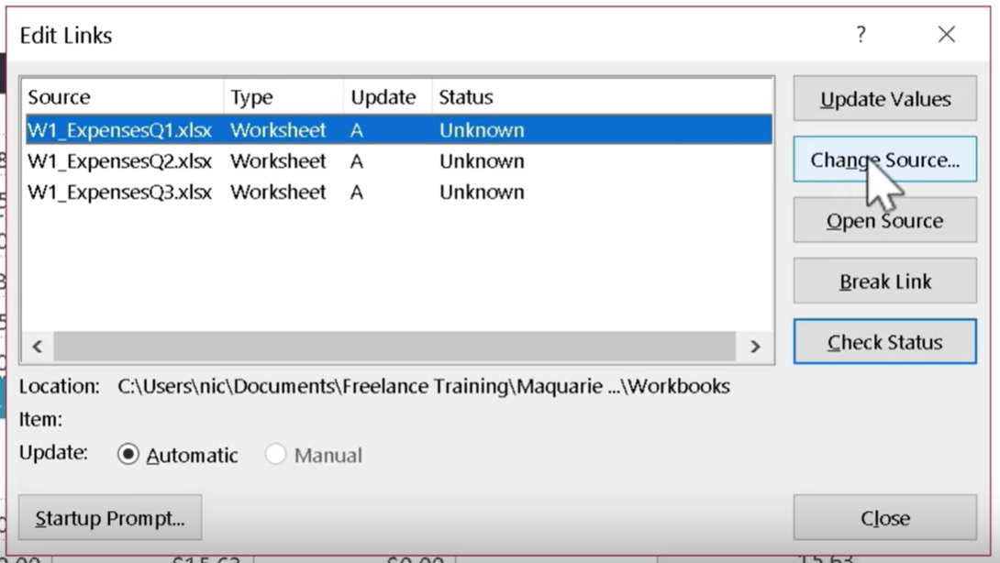 Edit Links
?
Source Type Update Status
W1_ExpensesQ1.xlsx Worksheet A Unknown
W1_ExpensesQ2.xlsx Worksheet A Unknown
W1_ExpensesQ3.xlsx Worksheet A Unknown
Update Values
Change Source...
Open Source
Break Link
Check Status
Location: C:\Users\nic\Documents\Freelance Training\Maquarie ...\Workbooks
Item:
Update: Automatic Manual
Startup Prompt...
Close